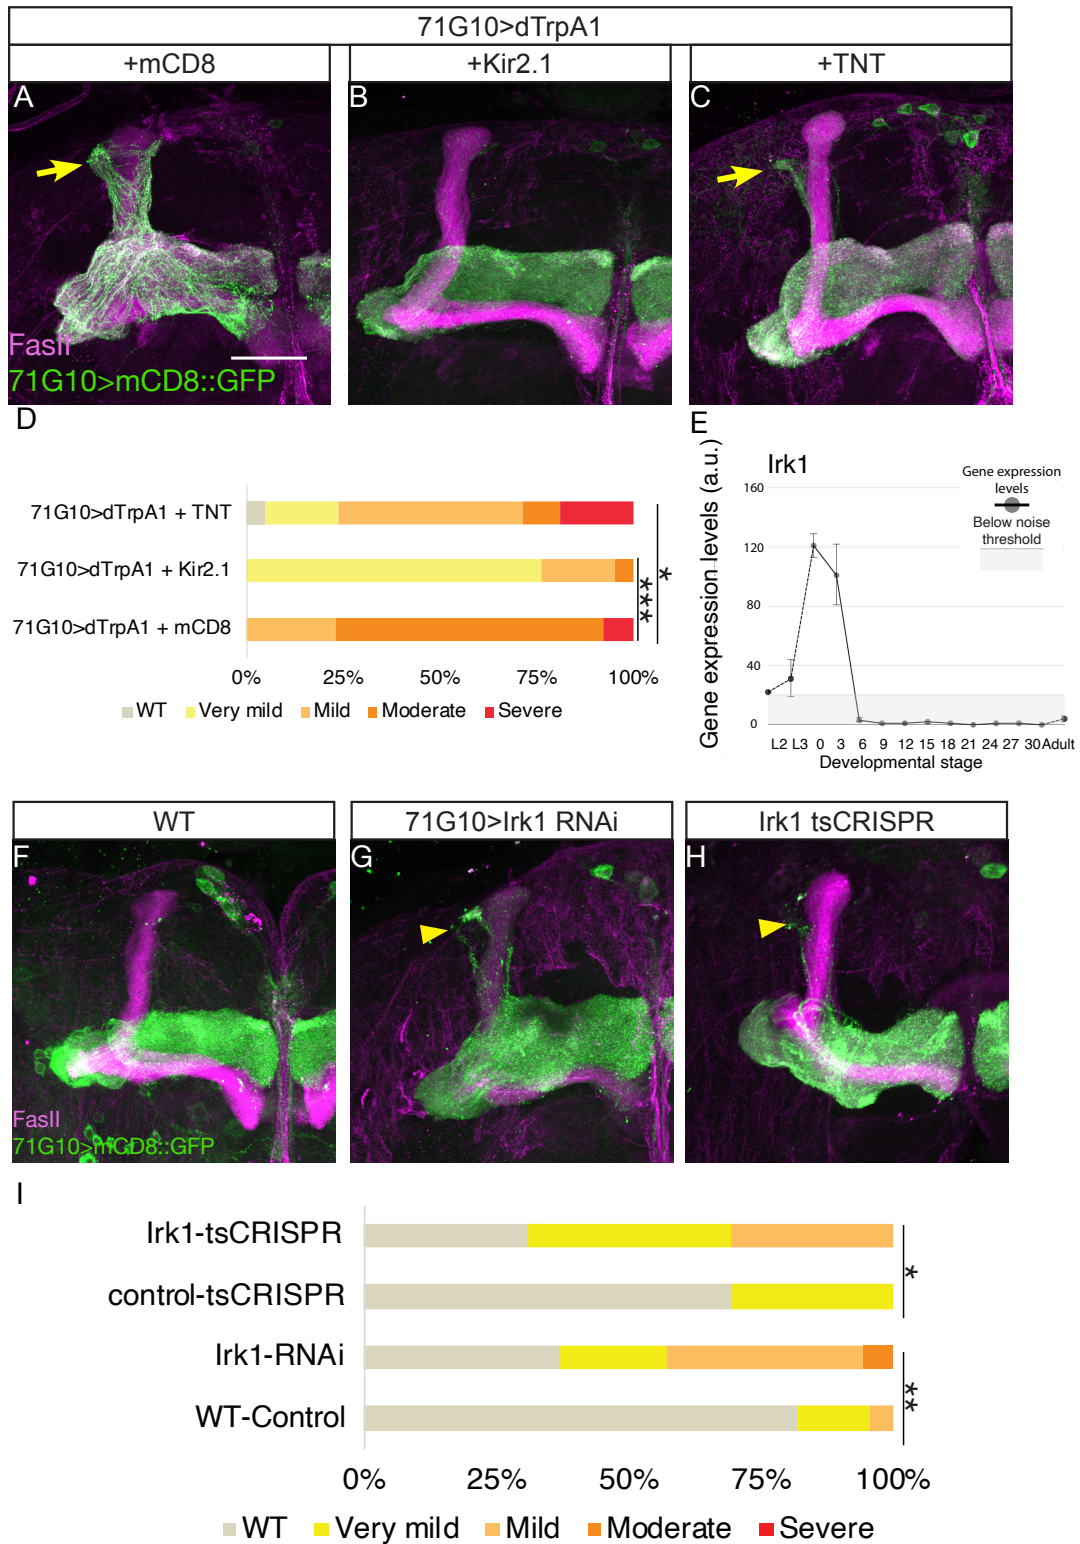 71G10>dTrpA1
+mCD8
+Kir2.1
+TNT
A
B
C
FasII
71G10>mCD8::GFP
D
71G10>dTrpA1 + TNT
71G10>dTrpA1 + Kir2.1
71G10>dTrpA1 + mCD8
*
***
0%
25%
50%
75%
100%
WT
Very mild
Mild
Moderate
Severe
E
Irk1
Gene expression levels (a.u.)
Gene expression
levels
Below noise
threshold
160
120
80
40
0
L2 L3 0 3 6 9 12 15 18 21 24 27 30 Adult
Developmental stage
WT
71G10>Irk1 RNAi
Irk1 tsCRISPR
F
G
H
FasII
71G10>mCD8::GFP
I
Irk1-tsCRISPR
control-tsCRISPR
Irk1-RNAi
WT-Control
*
**
0%
25%
50%
75%
100%
WT
Very mild
Mild
Moderate
Severe